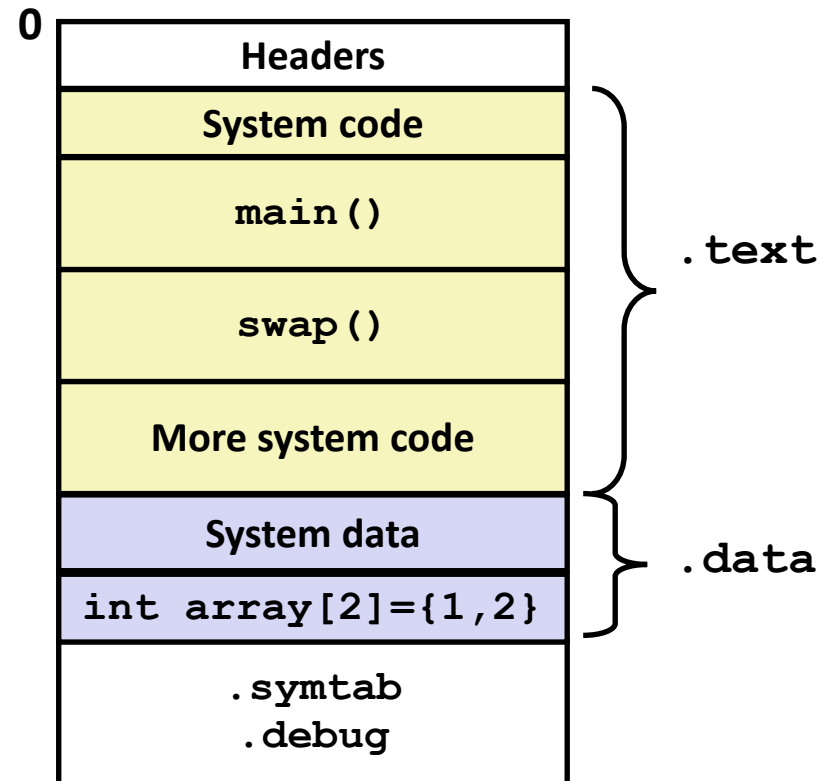 0
Headers
System code
main()
swap()
More system code
.text
System data
int array[2]={1,2}
.data
.symtab
.debug